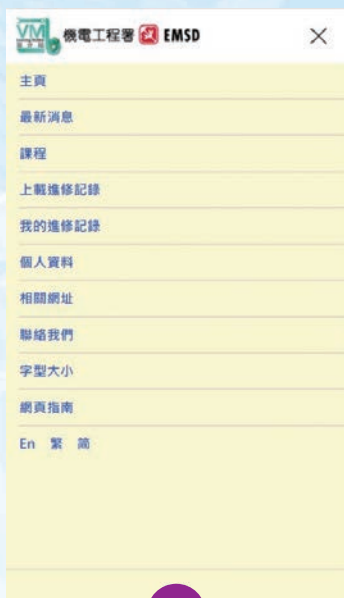 VM 機電工程署 EMSD
主頁
最新消息
課程
上載進修記錄
我的進修記錄
個人資料
相關網址
聯絡我們
字型大小
網頁指南
En 繁 简